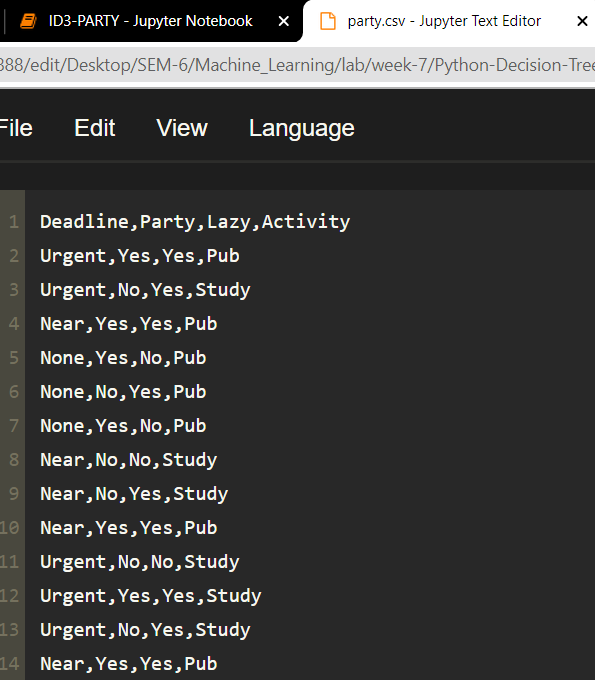 ID3-PARTY - Jupyter Notebook
party.csv - Jupyter Text Editor
888/edit/Desktop/SEM-6/Machine_Learning/lab/week-7/Python-Decision-Tree
File Edit View Language
1 Deadline,Party,Lazy,Activity
2 Urgent,Yes,Yes,Pub
3 Urgent,No,Yes,Study
4 Near,Yes,Yes,Pub
5 None,Yes,No,Pub
6 None,No,Yes,Pub
7 None,Yes,No,Pub
8 Near,No,No,Study
9 Near,No,Yes,Study
10 Near,Yes,Yes,Pub
11 Urgent,No,No,Study
12 Urgent,Yes,Yes,Study
13 Urgent,No,Yes,Study
14 Near,Yes,Yes,Pub